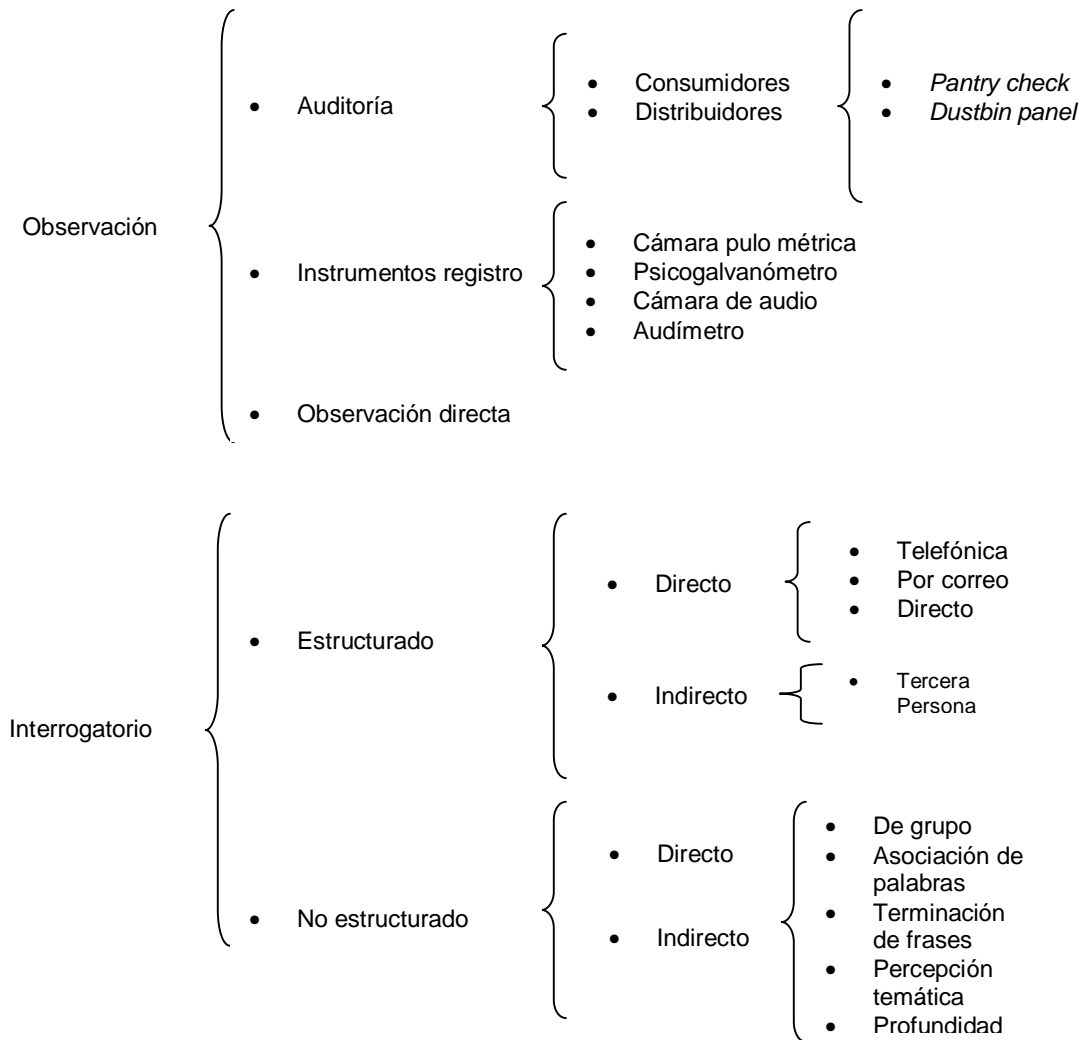 • Auditoría
• Consumidores
• Distribuidores
• Pantry check
• Dustbin panel
Observación
• Instrumentos registro
• Cámara pulo métrica
• Psicogalvanómetro
• Cámara de audio
• Audímetro
• Observación directa
Interrogatorio
• Estructurado
• Directo
• Telefónica
• Por correo
• Directo
• Indirecto
• Tercera
Persona
• No estructurado
• Directo
• Indirecto
• De grupo
• Asociación de
palabras
• Terminación
de frases
• Percepción
temática
• Profundidad